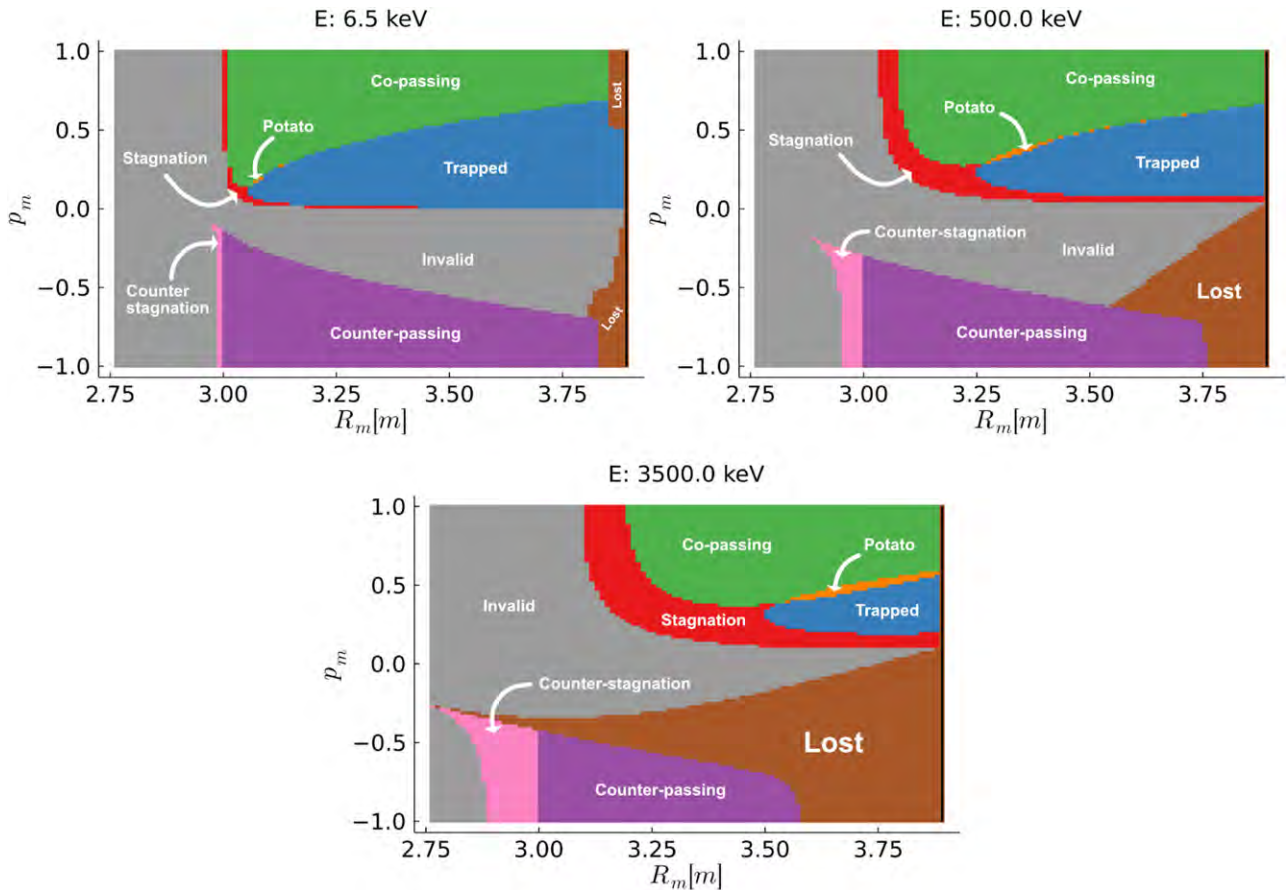 E: 6.5 keV
1.0
0.5
0.0
−0.5
−1.0
p_m
Co-passing
Lost
Potato
Stagnation
Trapped
Invalid
Counter
stagnation
Lost
Counter-passing
2.75 3.00 3.25 3.50 3.75
R_m[m]
E: 500.0 keV
1.0
0.5
0.0
−0.5
−1.0
p_m
Co-passing
Potato
Stagnation
Trapped
Counter-stagnation
Invalid
Lost
Counter-passing
2.75 3.00 3.25 3.50 3.75
R_m[m]
E: 3500.0 keV
1.0
0.5
0.0
−0.5
−1.0
p_m
Co-passing
Potato
Invalid
Stagnation
Trapped
Counter-stagnation
Lost
Counter-passing
2.75 3.00 3.25 3.50 3.75
R_m[m]